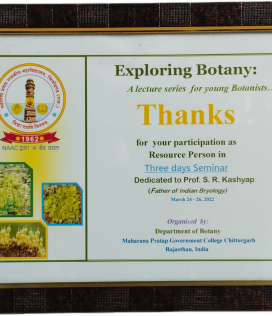 Exploring Botany:
A lecture series for young Botanists...
Thanks
for your participation as
Resource Person in
Three days Seminar
Dedicated to Prof. S. R. Kashyap
(Father of Indian Bryology)
March 24 - 26, 2022
Organised by:
Department of Botany
Maharana Pratap Government College Chittorgarh
Rajasthan, India
1962
NAAC द्वारा 'A' ग्रेड प्राप्त